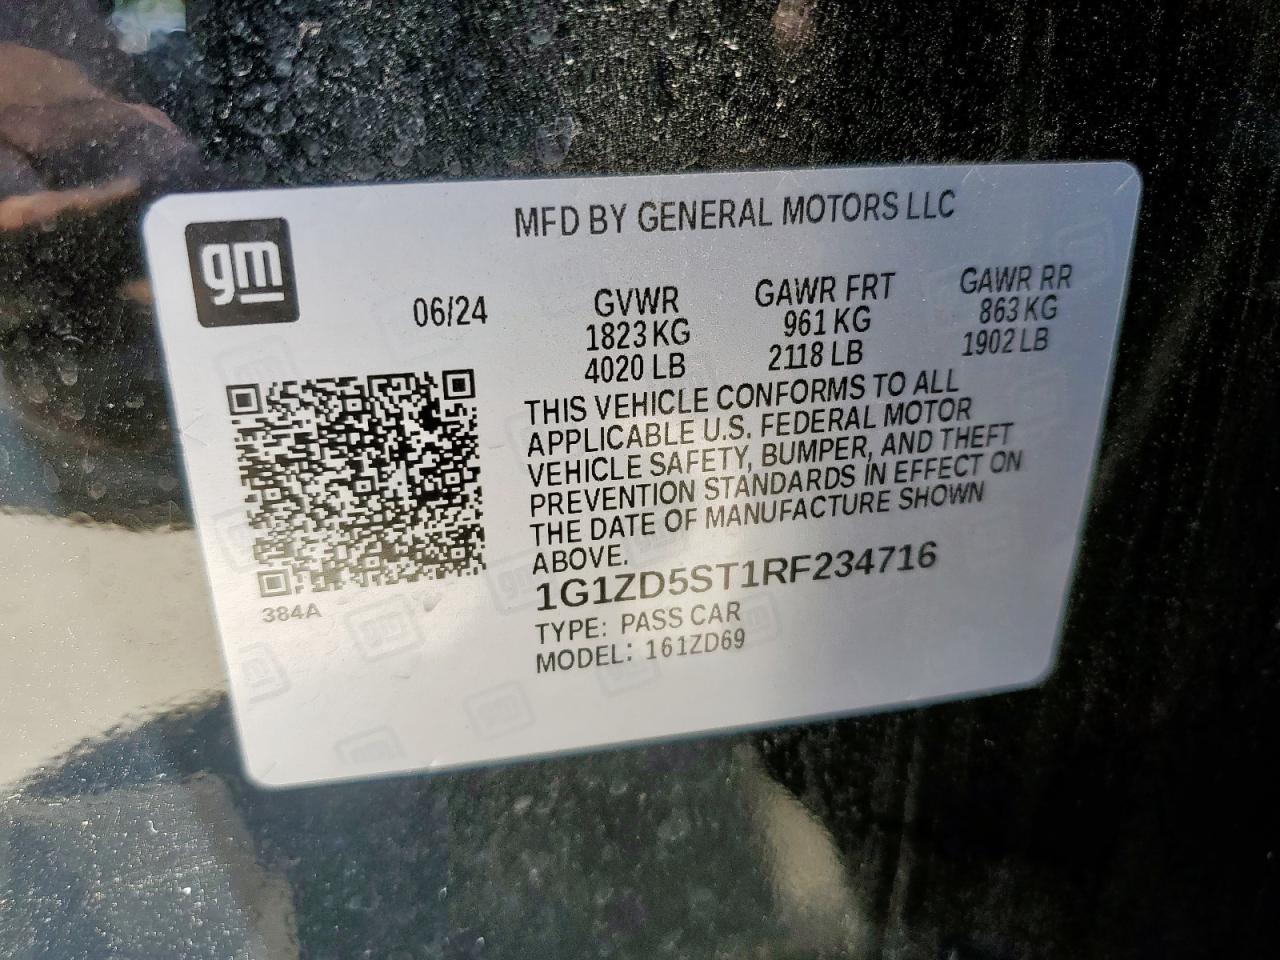 gm
MFD BY GENERAL MOTORS LLC
06/24
GVWR
1823 KG
4020 LB
GAWR FRT
961 KG
2118 LB
GAWR RR
863 KG
1902 LB
THIS VEHICLE CONFORMS TO ALL
APPLICABLE U.S. FEDERAL MOTOR
VEHICLE SAFETY, BUMPER, AND THEFT
PREVENTION STANDARDS IN EFFECT ON
THE DATE OF MANUFACTURE SHOWN
ABOVE.
1G1ZD5ST1RF234716
TYPE: PASS CAR
MODEL: 161ZD69
384A